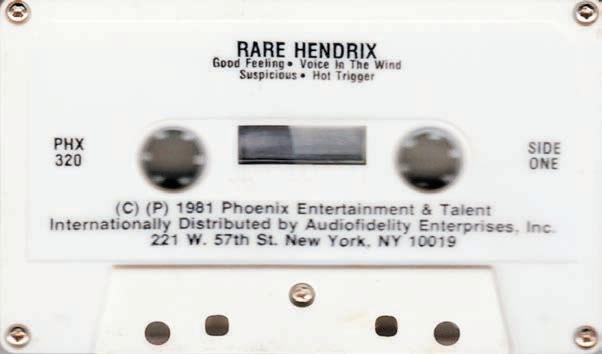 RARE HENDRIX
Good Feeling • Voice In The Wind
Suspicious • Hot Trigger
PHX
320
SIDE
ONE
(C) (P) 1981 Phoenix Entertainment & Talent
Internationally Distributed by Audiofidelity Enterprises, Inc.
221 W. 57th St. New York, NY 10019